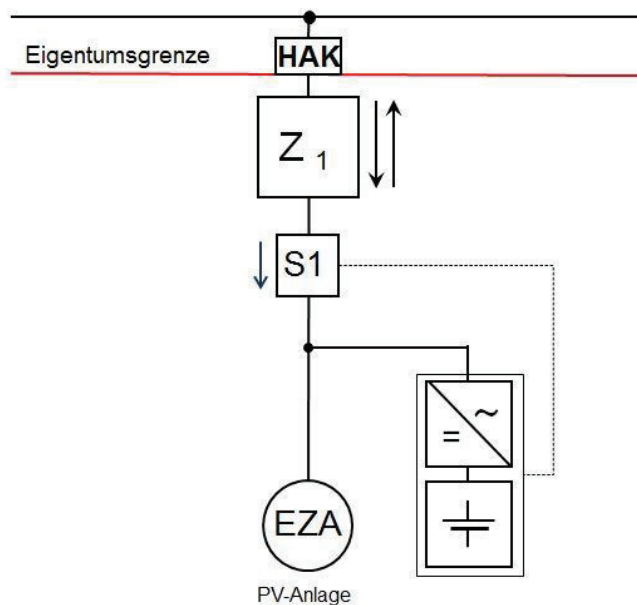 Eigentumsgrenze
HAK
Z 1
S1
~
=
EZA
PV-Anlage